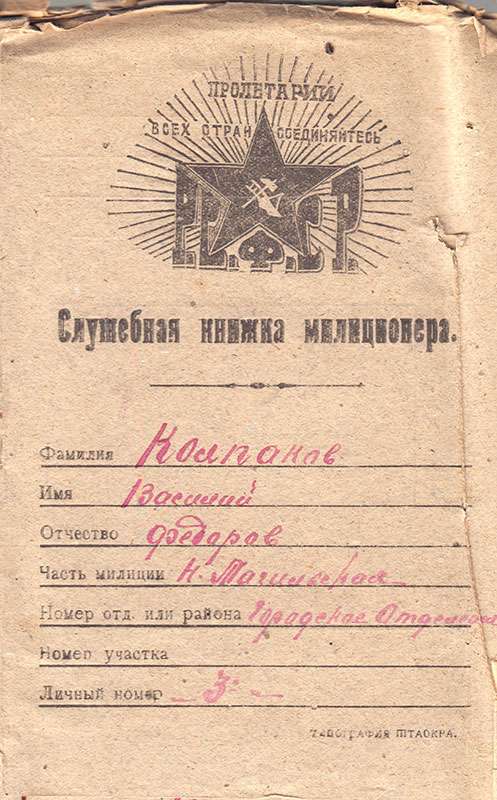 ПРОЛЕТАРИИ
ВСЕХ СТРАН СОЕДИНЯЙТЕСЬ
Р.С.Ф.С.Р.
Служебная книжка милиционера.
Фамилия Колпаков
Имя Василий
Отчество Федоров
Часть милиции Н. Тагильская
Номер отд. или района Городское Отделение
Номер участка
Личный номер — 3 —
ТИПОГРАФИЯ ШТАОКРА.